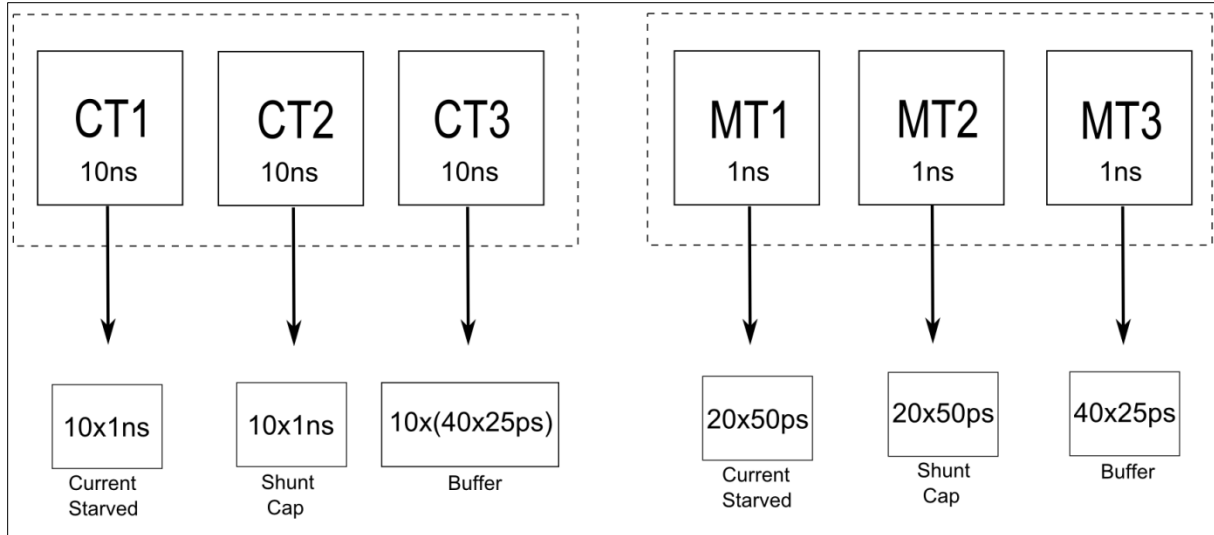 CT1
10ns
CT2
10ns
CT3
10ns
MT1
1ns
MT2
1ns
MT3
1ns
10x1ns
Current
Starved
10x1ns
Shunt
Cap
10x(40x25ps)
Buffer
20x50ps
Current
Starved
20x50ps
Shunt
Cap
40x25ps
Buffer